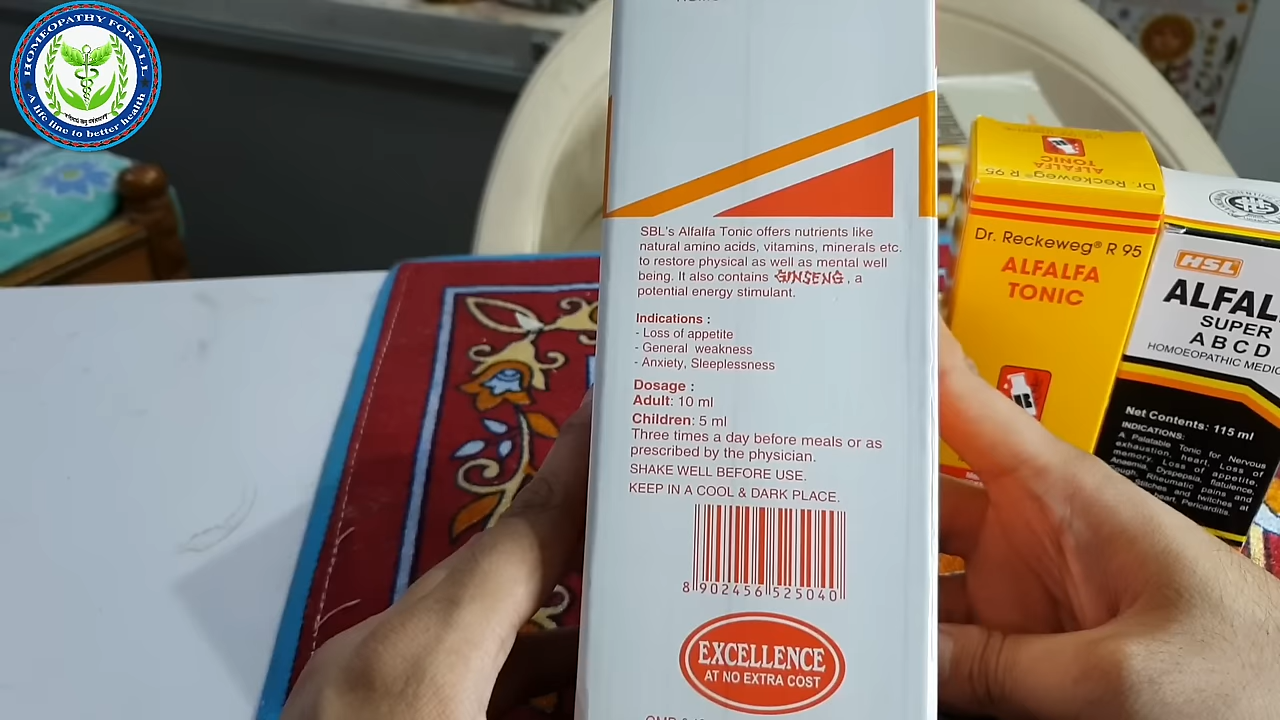 HOMEOPATHY FOR ALL
A life line to better health
SBL's Alfalfa Tonic offers nutrients like
natural amino acids, vitamins, minerals etc.
to restore physical as well as mental well
being. It also contains GINSENG, a
potential energy stimulant.
Indications :
- Loss of appetite
- General weakness
- Anxiety, Sleeplessness
Dosage :
Adult: 10 ml
Children: 5 ml
Three times a day before meals or as
prescribed by the physician.
SHAKE WELL BEFORE USE.
KEEP IN A COOL & DARK PLACE.
8 902456 525040
EXCELLENCE
AT NO EXTRA COST
ALFALFA
TONIC
Dr. Reckeweg R 95
Dr. Reckeweg® R 95
ALFALFA
TONIC
HSL
ALFAL
SUPER
A B C D
HOMOEOPATHIC MEDIC
Net Contents: 115 ml
INDICATIONS:
A Palatable Tonic for Nervous
exhaustion, heart, Loss of
memory, Loss of appetite,
Anaemia, Dyspepsia, flatulence,
Cough, Rheumatic pains and
Stitches and twitches at
heart, Pericarditis.